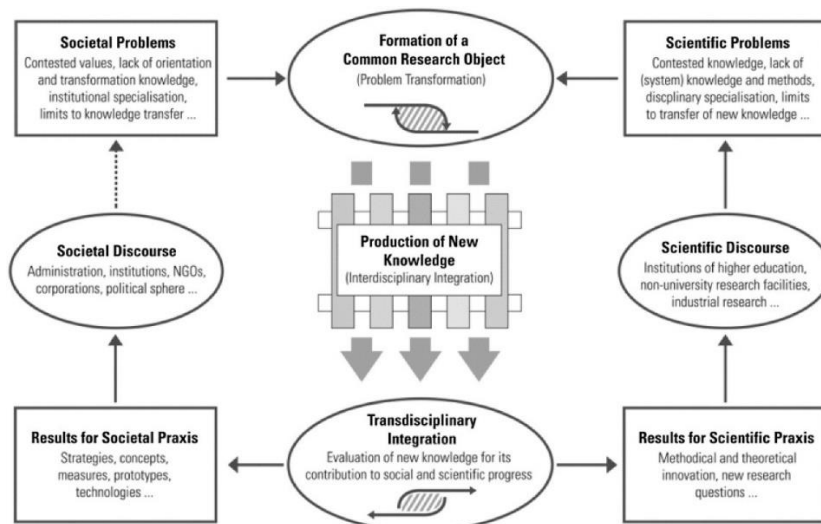 Societal Problems
Contested values, lack of orientation
and transformation knowledge,
institutional specialisation,
limits to knowledge transfer ...
Formation of a
Common Research Object
(Problem Transformation)
Scientific Problems
Contested knowledge, lack of
(system) knowledge and methods,
discplinary specialisation, limits
to transfer of new knowledge ...
Societal Discourse
Administration, institutions, NGOs,
corporations, political sphere ...
Production of New
Knowledge
(Interdisciplinary Integration)
Scientific Discourse
Institutions of higher education,
non-university research facilities,
industrial research ...
Results for Societal Praxis
Strategies, concepts,
measures, prototypes,
technologies ...
Transdisciplinary
Integration
Evaluation of new knowledge for its
contribution to social and scientific progress
Results for Scientific Praxis
Methodical and theoretical
innovation, new research
questions ...